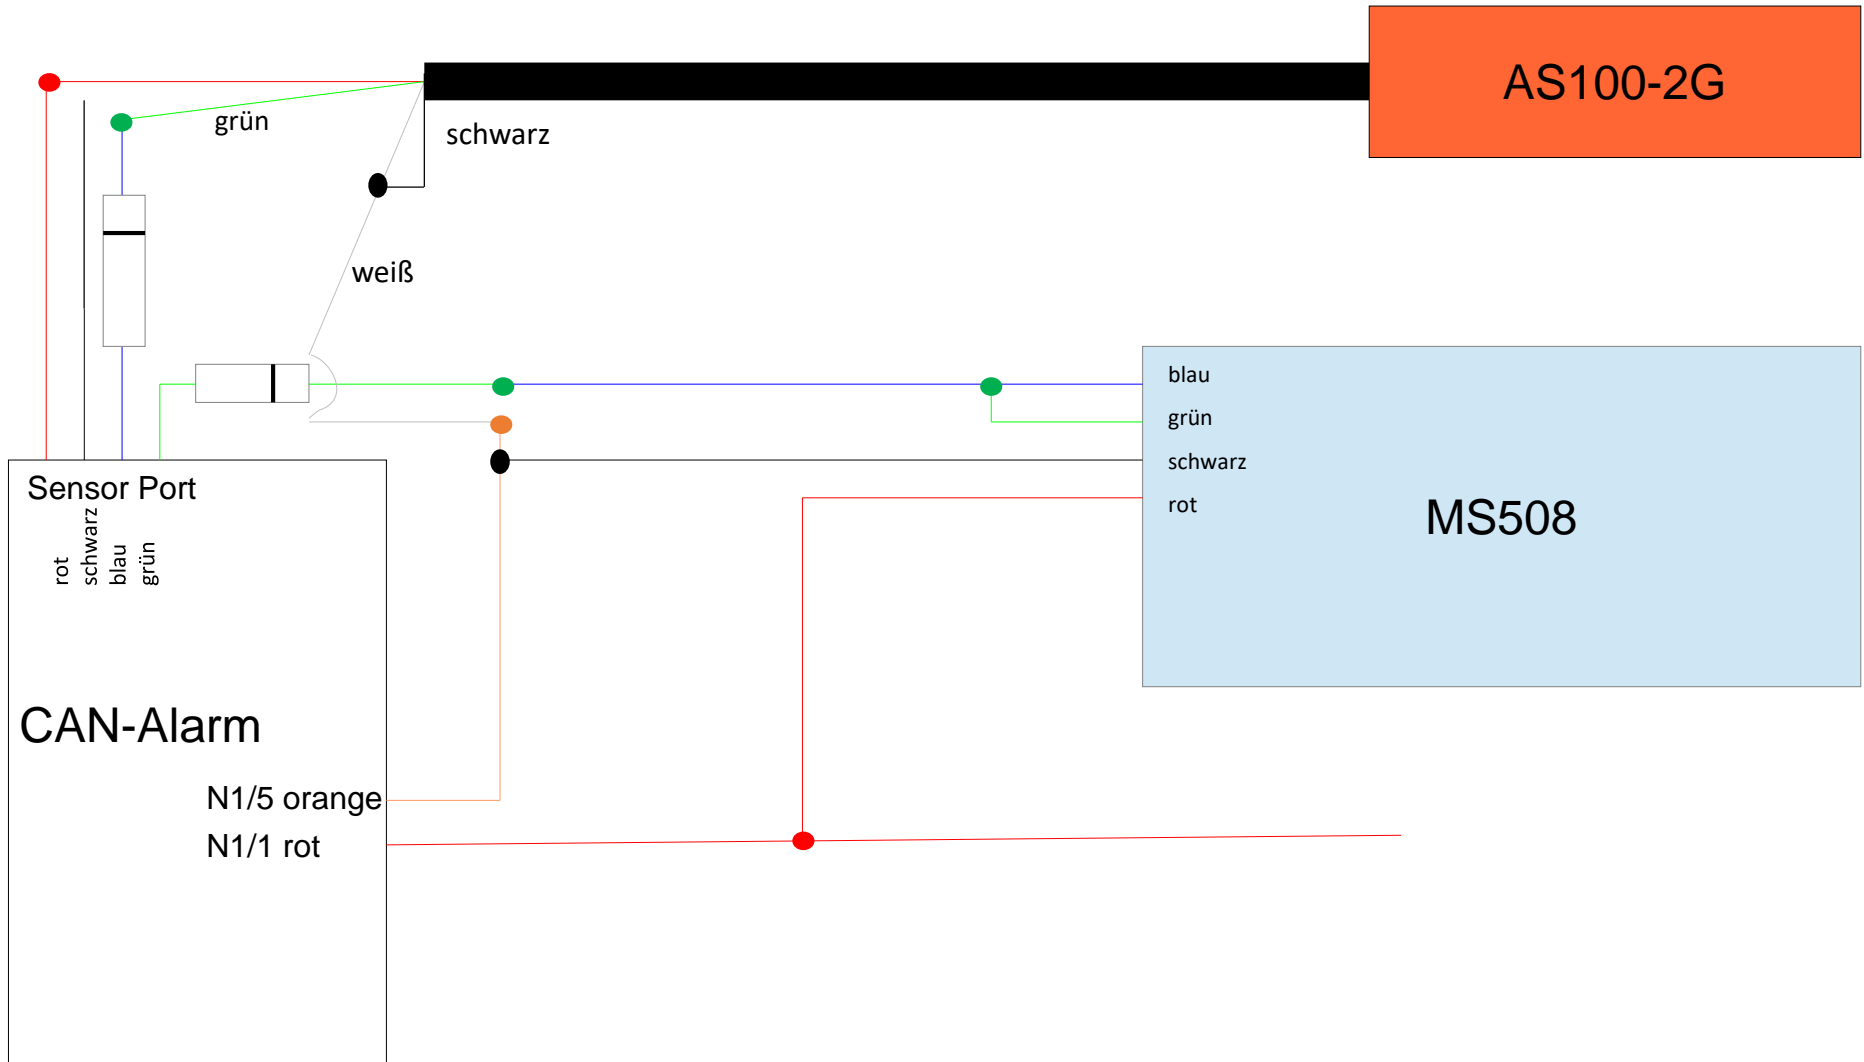 AS100-2G
grün
schwarz
weiß
blau
grün
schwarz
rot
MS508
Sensor Port
rot
schwarz
blau
grün
CAN-Alarm
N1/5 orange
N1/1 rot